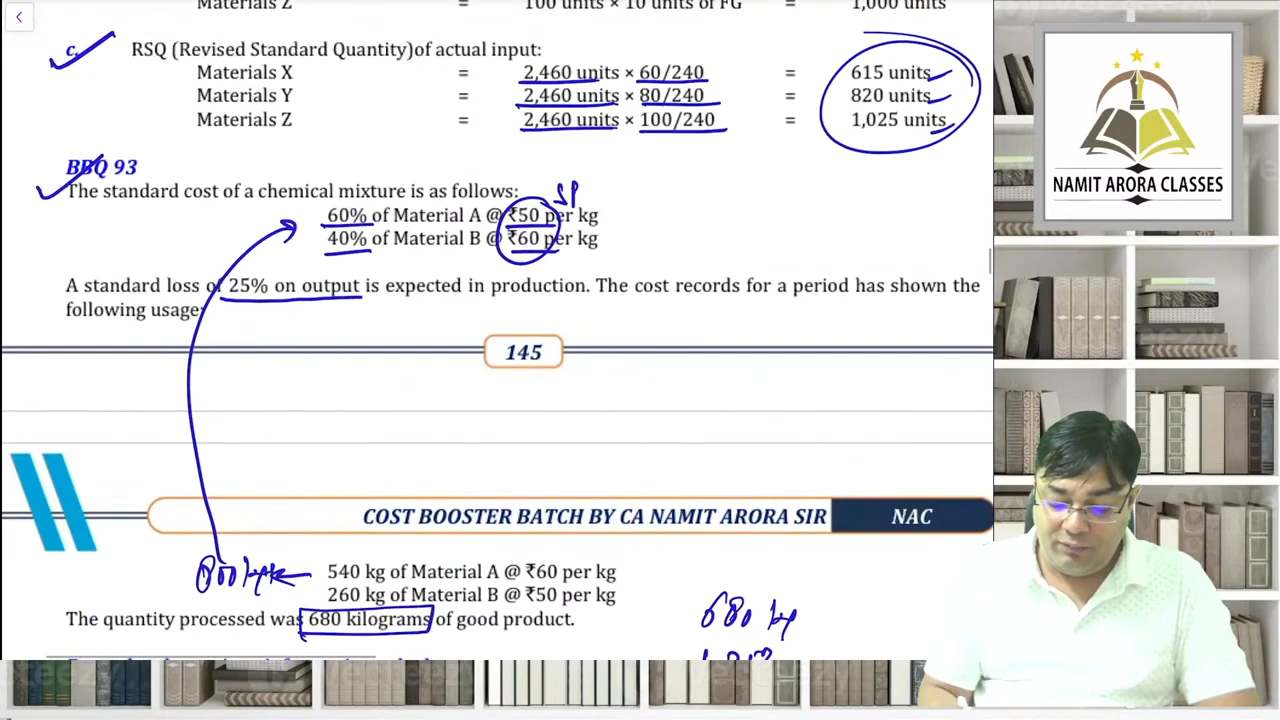 Materials Z = 100 units × 10 units of FG = 1,000 units
c. RSQ (Revised Standard Quantity)of actual input:
Materials X = 2,460 units × 60/240 = 615 units
Materials Y = 2,460 units × 80/240 = 820 units
Materials Z = 2,460 units × 100/240 = 1,025 units
BBQ 93
The standard cost of a chemical mixture is as follows:
SP
60% of Material A @ ₹50 per kg
40% of Material B @ ₹60 per kg
A standard loss of 25% on output is expected in production. The cost records for a period has shown the
following usage:
145
COST BOOSTER BATCH BY CA NAMIT ARORA SIR NAC
800 kg 540 kg of Material A @ ₹60 per kg
260 kg of Material B @ ₹50 per kg
The quantity processed was 680 kilograms of good product.
680 kg
NAMIT ARORA CLASSES